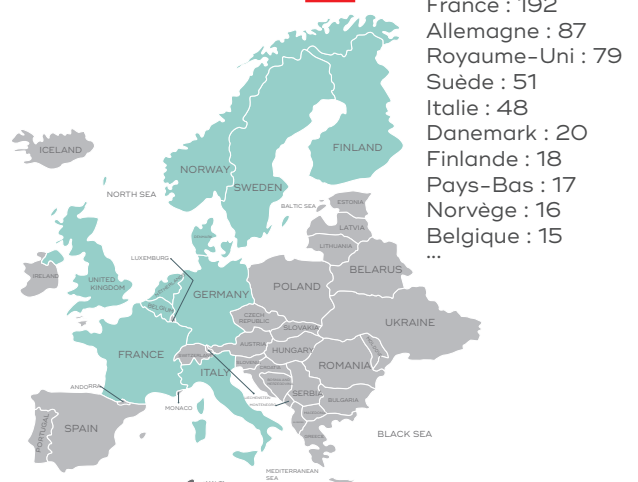 France : 192
Allemagne : 87
Royaume-Uni : 79
Suède : 51
Italie : 48
Danemark : 20
Finlande : 18
Pays-Bas : 17
Norvège : 16
Belgique : 15
...
ICELAND
NORWAY
FINLAND
SWEDEN
NORTH SEA
BALTIC SEA
ESTONIA
LATVIA
LITHUANIA
LUXEMBURG
IRELAND
UNITED
KINGDOM
BELGIUM
GERMANY
POLAND
BELARUS
CZECH
REPUBLIC
SLOVAKIA
UKRAINE
FRANCE
SWITZERLAND
AUSTRIA
HUNGARY
ITALY
CROATIA
ROMANIA
SERBIA
BULGARIA
ANDORRA
MONACO
PORTUGAL
SPAIN
BLACK SEA
MEDITERRANEAN
SEA